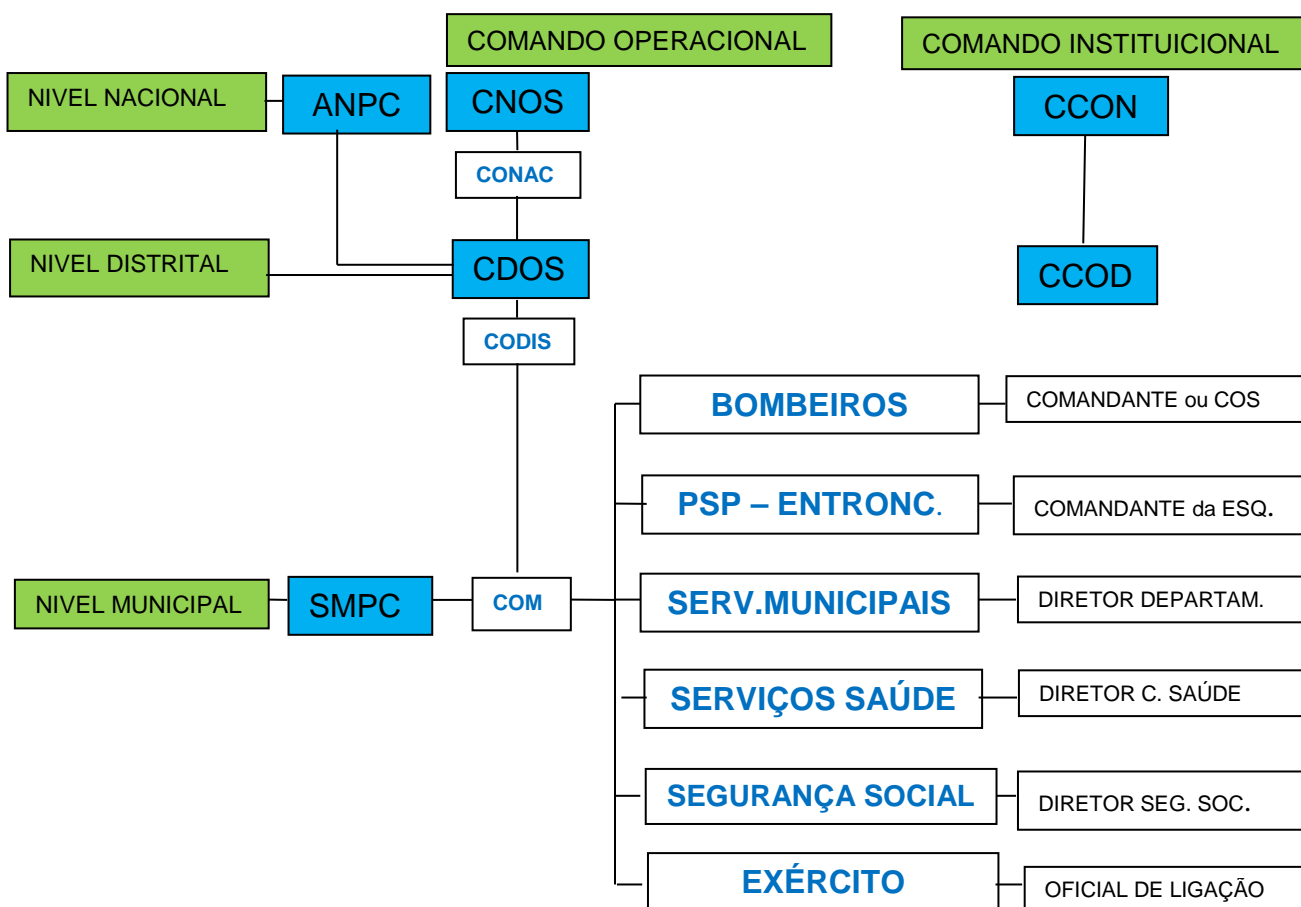 COMANDO OPERACIONAL
COMANDO INSTITUICIONAL
NIVEL NACIONAL
ANPC
CNOS
CCON
CONAC
NIVEL DISTRITAL
CDOS
CCOD
CODIS
BOMBEIROS
COMANDANTE ou COS
PSP – ENTRONC.
COMANDANTE da ESQ.
NIVEL MUNICIPAL
SMPC
COM
SERV.MUNICIPAIS
DIRETOR DEPARTAM.
SERVIÇOS SAÚDE
DIRETOR C. SAÚDE
SEGURANÇA SOCIAL
DIRETOR SEG. SOC.
EXÉRCITO
OFICIAL DE LIGAÇÃO